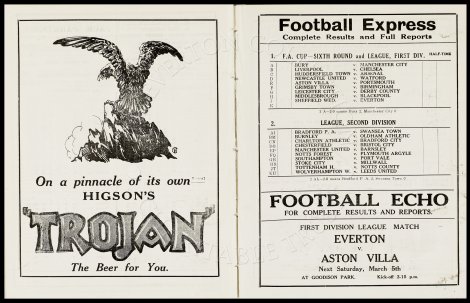 On a pinnacle of its own
HIGSON'S
"TROJAN"
The Beer for You.
Football Express
Complete Results and Full Reports
1. F.A. CUP—SIXTH ROUND and LEAGUE, FIRST DIV. HALF-TIME
BURY v. MANCHESTER CITY
LIVERPOOL v. CHELSEA
HUDDERSFIELD TOWN v. ARSENAL
NEWCASTLE UNITED v. WATFORD
ASTON VILLA v. PORTSMOUTH
GRIMSBY TOWN v. BIRMINGHAM
LEICESTER CITY v. DERBY COUNTY
MIDDLESBROUGH v. BLACKPOOL
SHEFFIELD WED. v. EVERTON
2. LEAGUE, SECOND DIVISION
BRADFORD P. A. v. SWANSEA TOWN
BURNLEY v. OLDHAM ATHLETIC
CHARLTON ATHLETIC v. BRADFORD CITY
CHESTERFIELD v. BRISTOL CITY
MANCHESTER UNITED v. BARNSLEY
NOTTS FOREST v. PLYMOUTH ARGYLE
SOUTHAMPTON v. PORT VALE
STOKE CITY v. MILLWALL
TOTTENHAM H. v. NOTTS COUNTY
WOLVERHAMPTON W. v. LEEDS UNITED
FOOTBALL ECHO
FOR COMPLETE RESULTS AND REPORTS.
FIRST DIVISION LEAGUE MATCH
EVERTON
v.
ASTON VILLA
Next Saturday, March 5th
AT GOODISON PARK. Kick-off 3-10 p.m.